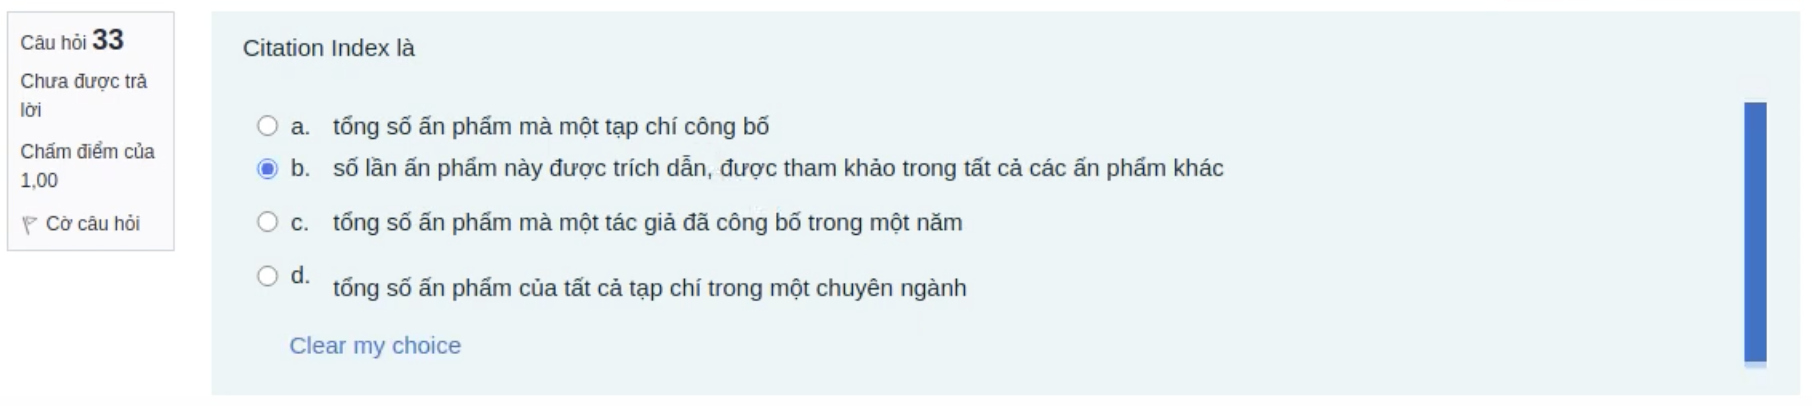 Câu hỏi 33
Chưa được trả
lời
Chấm điểm của
1,00
Cờ câu hỏi
Citation Index là
a. tổng số ấn phẩm mà một tạp chí công bố
b. số lần ấn phẩm này được trích dẫn, được tham khảo trong tất cả các ấn phẩm khác
c. tổng số ấn phẩm mà một tác giả đã công bố trong một năm
d. tổng số ấn phẩm của tất cả tạp chí trong một chuyên ngành
Clear my choice